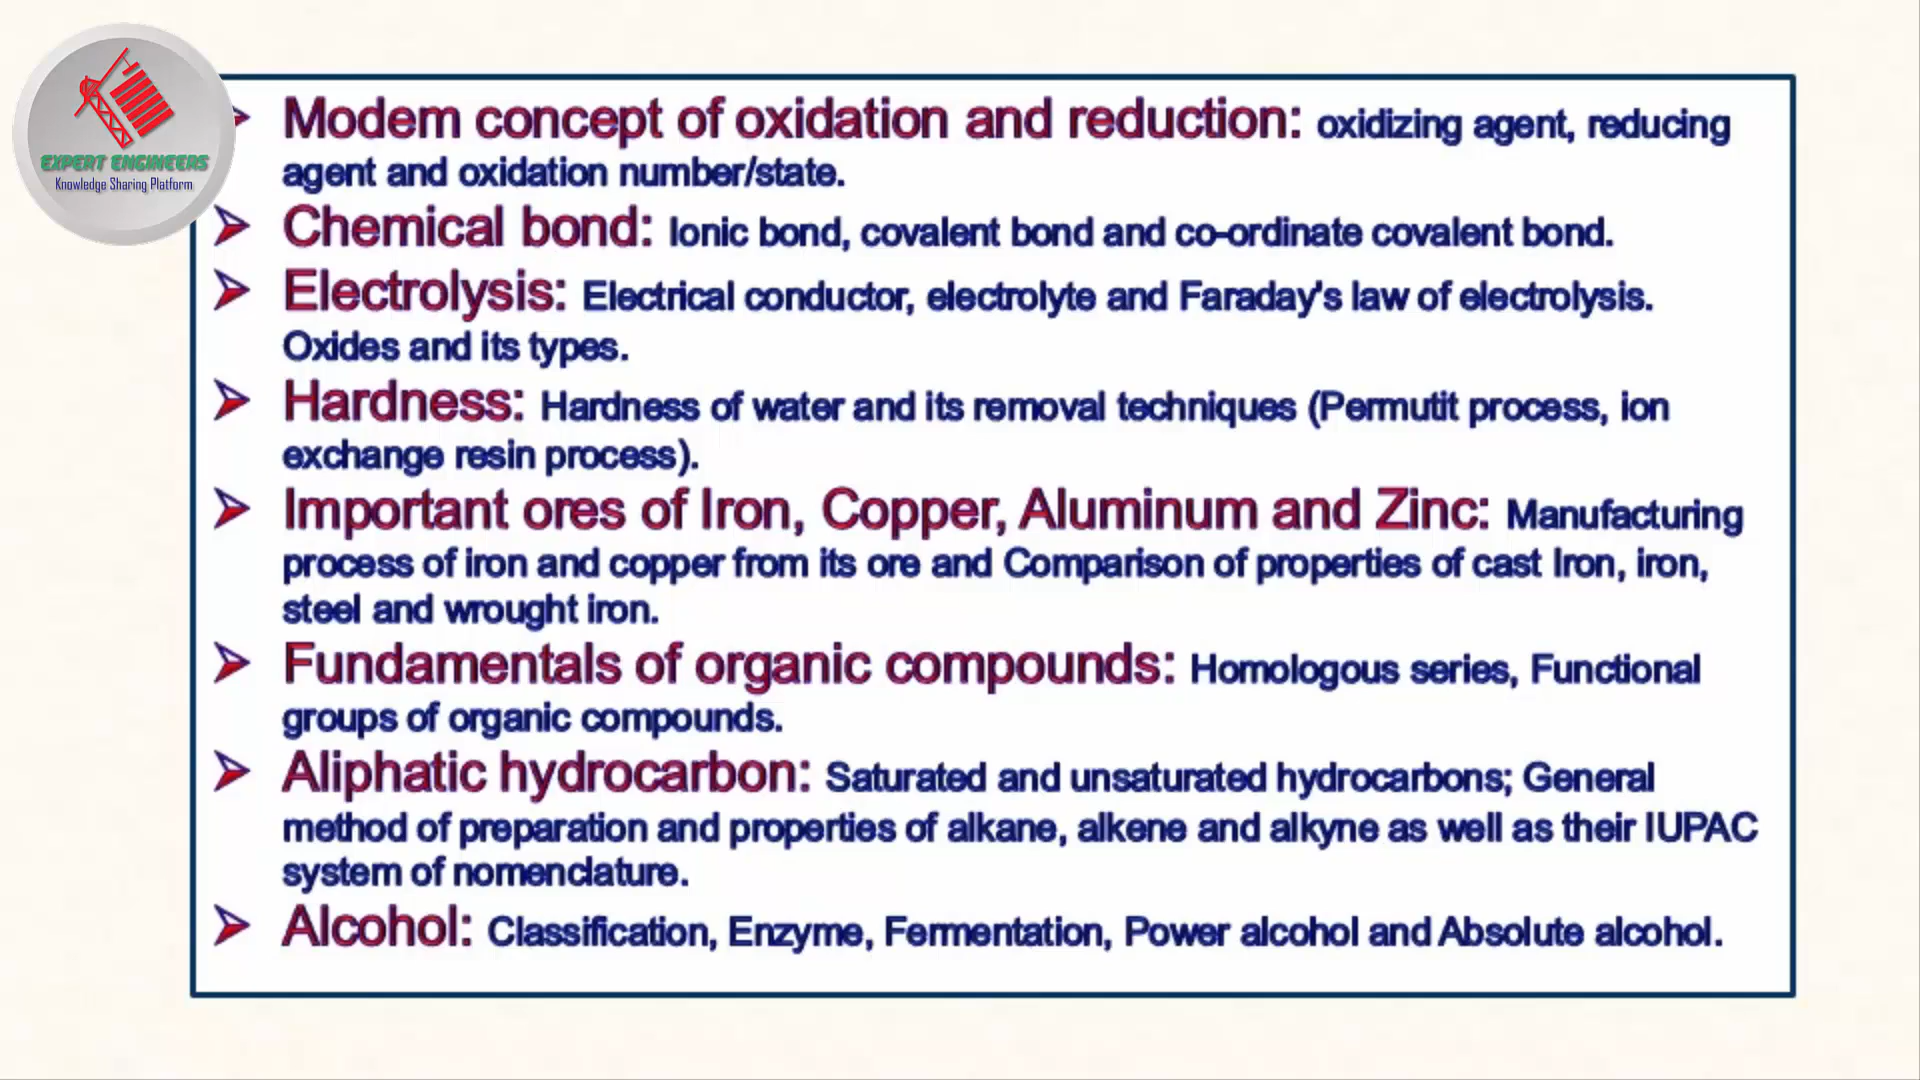 EXPERT ENGINEERS
Knowledge Sharing Platform
Modem concept of oxidation and reduction: oxidizing agent, reducing
agent and oxidation number/state.
Chemical bond: Ionic bond, covalent bond and co-ordinate covalent bond.
Electrolysis: Electrical conductor, electrolyte and Faraday's law of electrolysis.
Oxides and its types.
Hardness: Hardness of water and its removal techniques (Permutit process, ion
exchange resin process).
Important ores of Iron, Copper, Aluminum and Zinc: Manufacturing
process of iron and copper from its ore and Comparison of properties of cast Iron, iron,
steel and wrought iron.
Fundamentals of organic compounds: Homologous series, Functional
groups of organic compounds.
Aliphatic hydrocarbon: Saturated and unsaturated hydrocarbons; General
method of preparation and properties of alkane, alkene and alkyne as well as their IUPAC
system of nomenclature.
Alcohol: Classification, Enzyme, Fermentation, Power alcohol and Absolute alcohol.